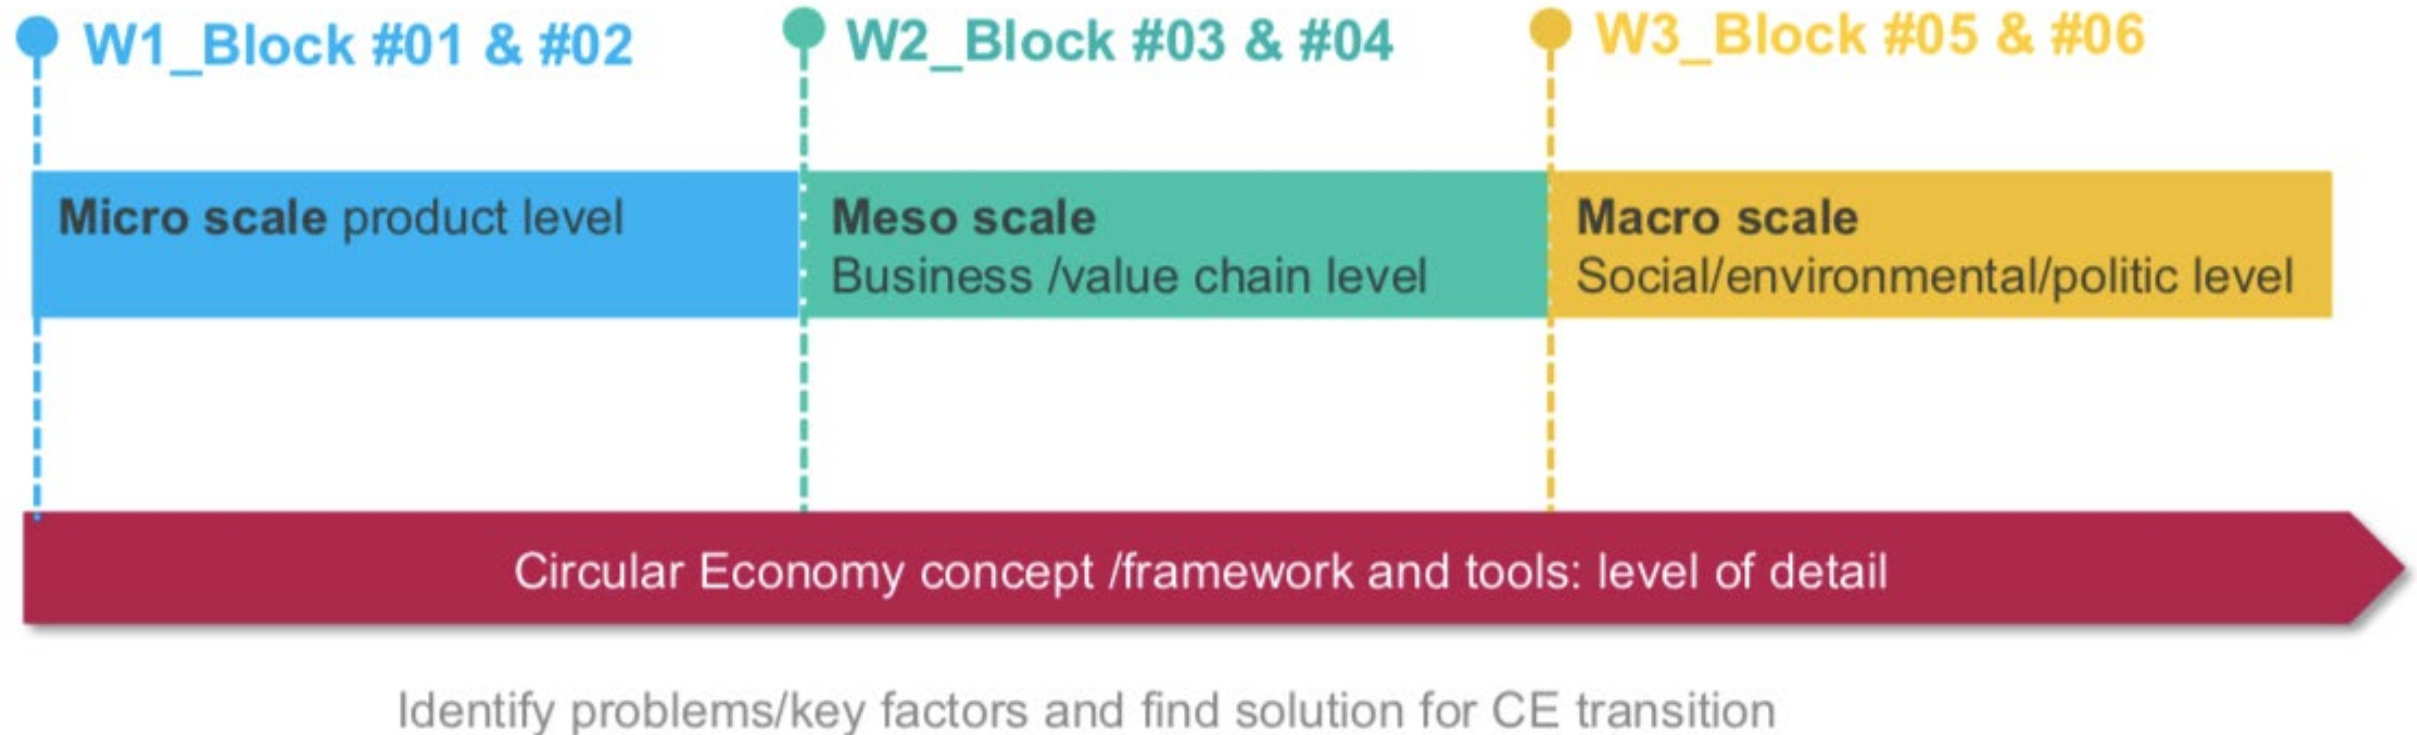 W1_Block #01 & #02
W2_Block #03 & #04
W3_Block #05 & #06
Micro scale product level
Meso scale
Business /value chain level
Macro scale
Social/environmental/politic level
Circular Economy concept /framework and tools: level of detail
Identify problems/key factors and find solution for CE transition